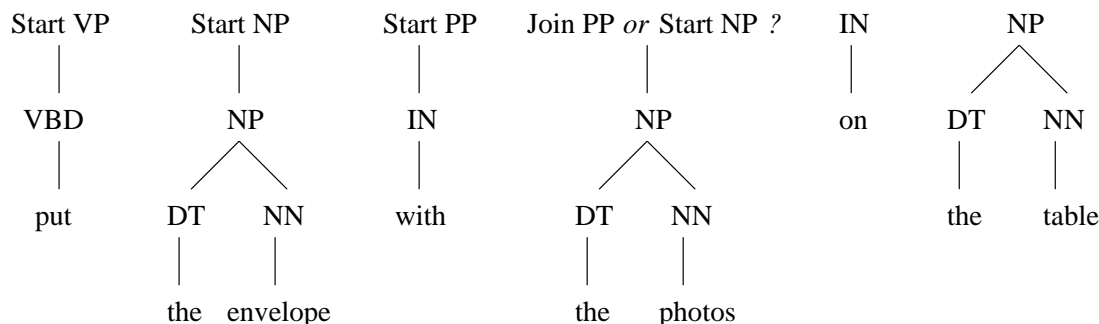 Start VP Start NP Start PP Join PP or Start NP ? IN NP
VBD NP IN NP on DT NN
put DT NN with DT NN the table
the envelope the photos